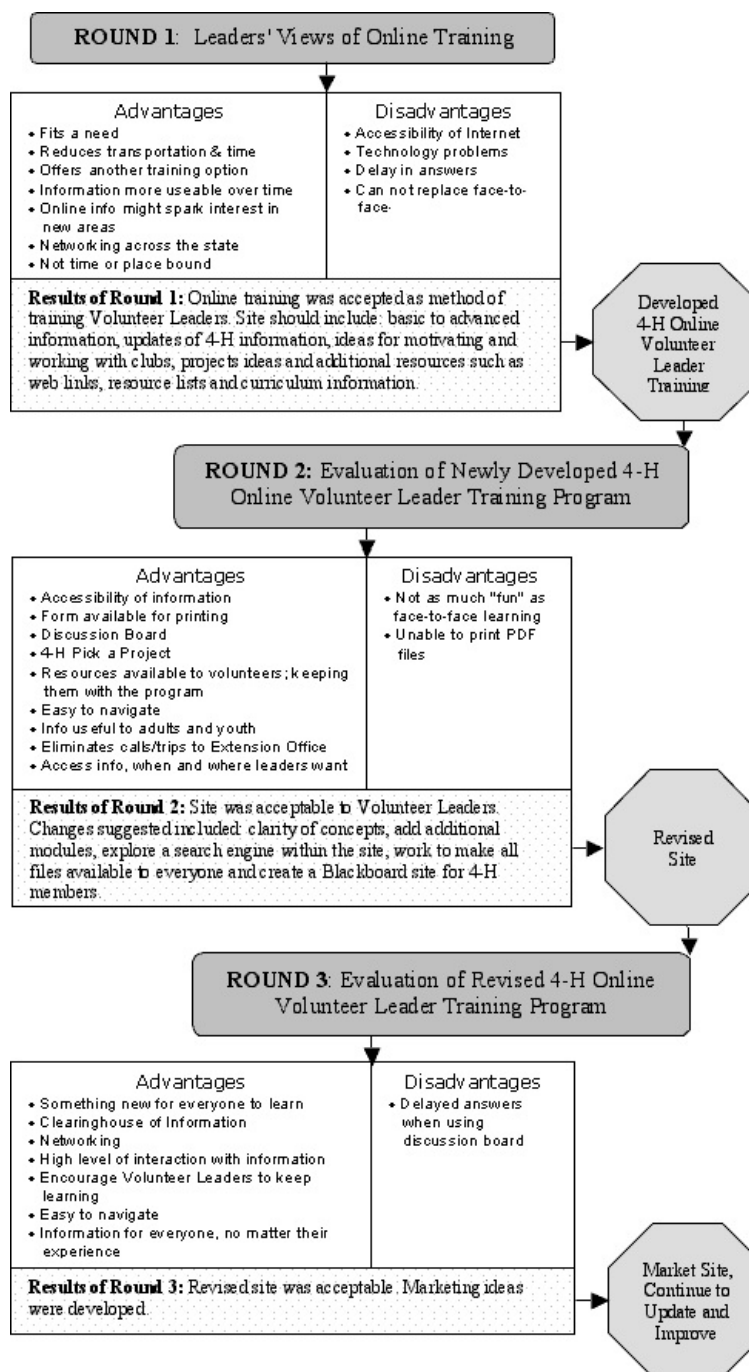 ROUND 1: Leaders' Views of Online Training
Advantages
• Fits a need
• Reduces transportation & time
• Offers another training option
• Information more useable over time
• Online info might spark interest in
new areas
• Networking across the state
• Not time or place bound
Disadvantages
• Accessibility of Internet
• Technology problems
• Delay in answers
• Can not replace face-to-
face-
Results of Round 1: Online training was accepted as method of
training Volunteer Leaders. Site should include: basic to advanced
information, updates of 4-H information, ideas for motivating and
working with clubs, projects ideas and additional resources such as
web links, resource lists and curriculum information.
Developed
4-H Online
Volunteer
Leader
Training
ROUND 2: Evaluation of Newly Developed 4-H
Online Volunteer Leader Training Program
Advantages
• Accessibility of information
• Form available for printing
• Discussion Board
• 4-H Pick a Project
• Resources available to volunteers; keeping
them with the program
• Easy to navigate
• Info useful to adults and youth
• Eliminates calls/trips to Extension Office
• Access info, when and where leaders want
Disadvantages
• Not as much "fun" as
face-to-face learning
• Unable to print PDF
files
Results of Round 2: Site was acceptable to Volunteer Leaders.
Changes suggested included: clarity of concepts, add additional
modules, explore a search engine within the site, work to make all
files available to everyone and create a Blackboard site for 4-H
members.
Revised
Site
ROUND 3: Evaluation of Revised 4-H Online
Volunteer Leader Training Program
Advantages
• Something new for everyone to learn
• Clearinghouse of Information
• Networking
• High level of interaction with information
• Encourage Volunteer Leaders to keep
learning
• Easy to navigate
• Information for everyone, no matter their
experience
Disadvantages
• Delayed answers
when using
discussion board
Results of Round 3: Revised site was acceptable. Marketing ideas
were developed.
Market Site,
Continue to
Update and
Improve